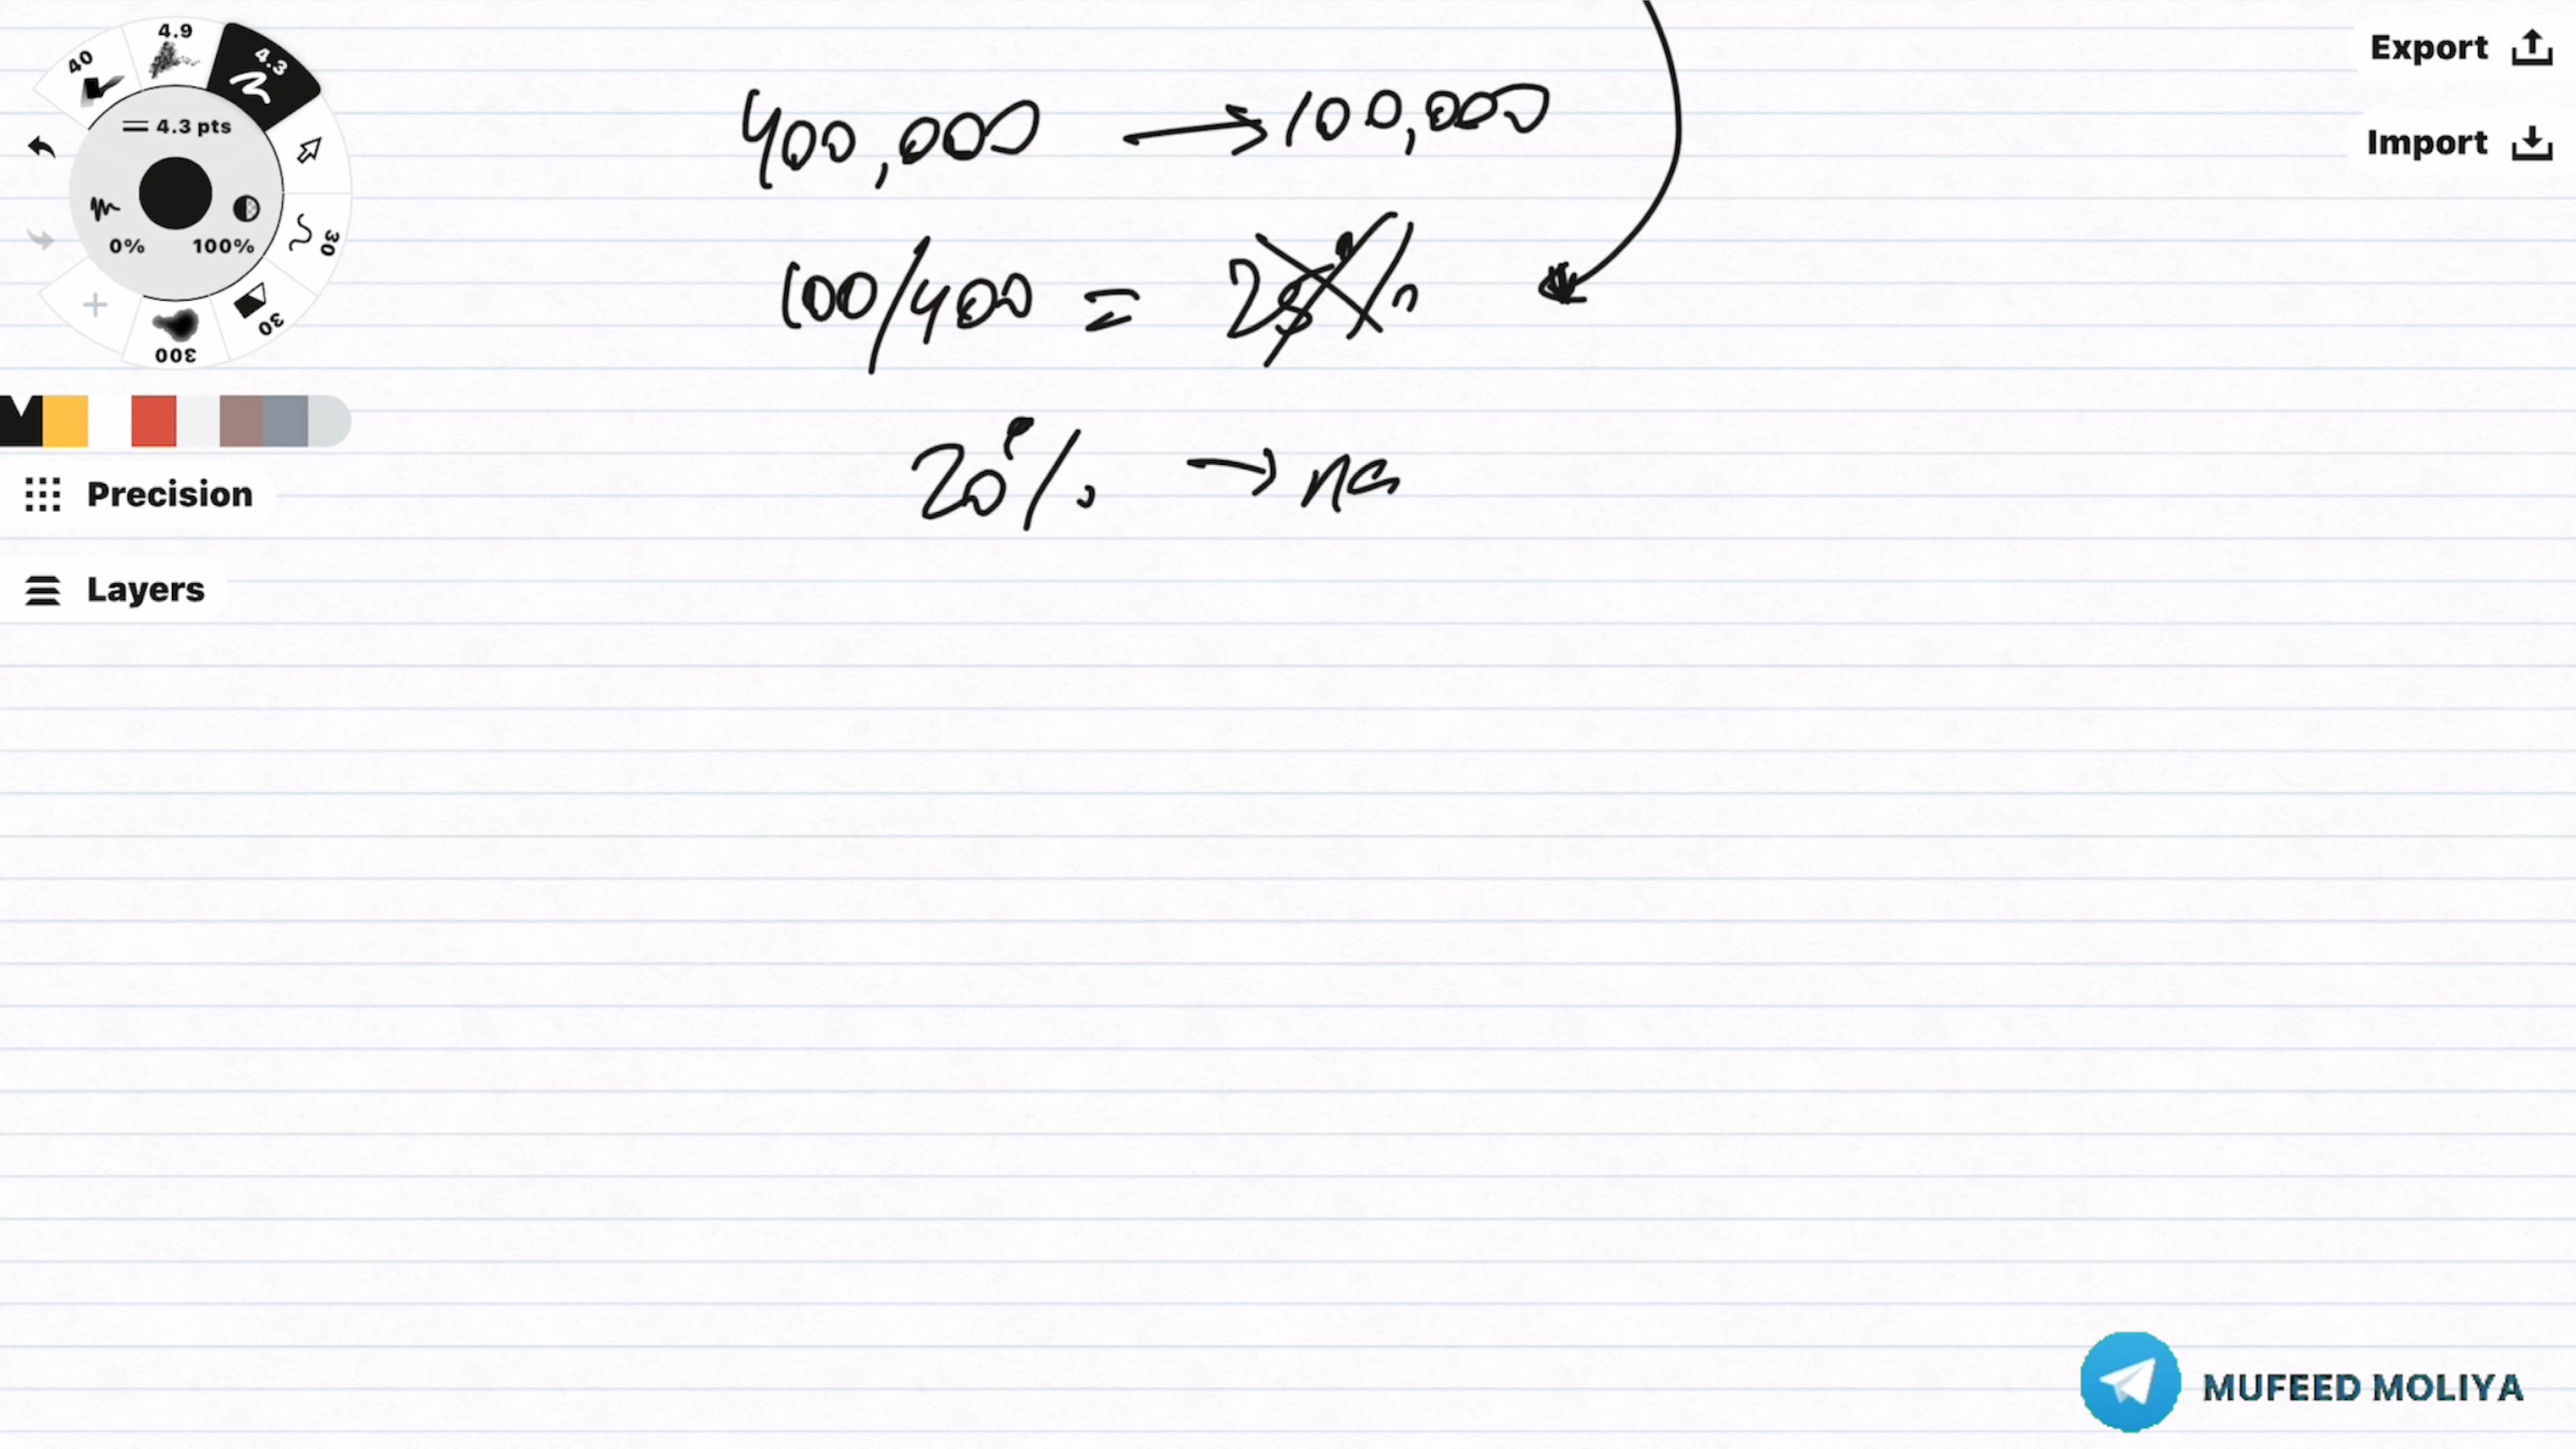 4.9
40
4.3
4.3 pts
0%
100%
30
30
300
Precision
Layers
Export
Import
400,000 → 100,000
100/400 = 25%
20% →
MUFEED MOLIYA